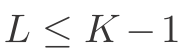 L ≤ K − 1